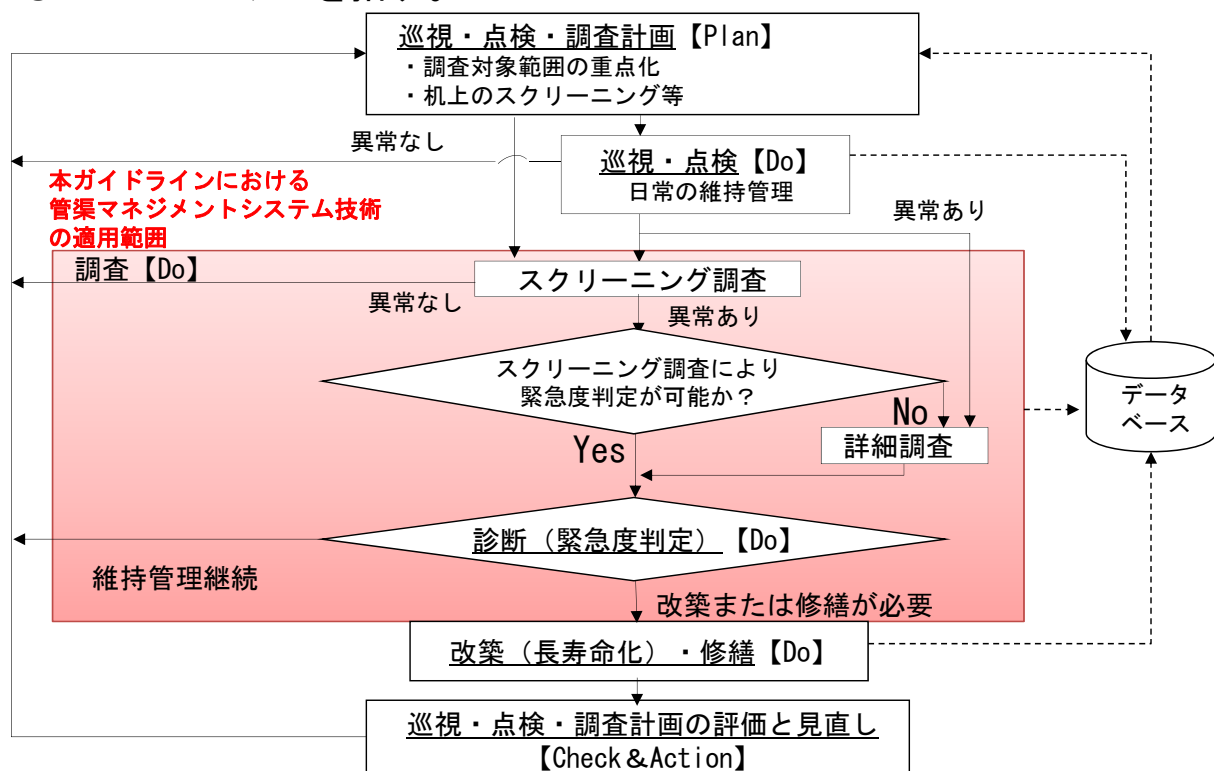 巡視・点検・調査計画【Plan】
・調査対象範囲の重点化
・机上のスクリーニング等
異常なし
巡視・点検【Do】
日常の維持管理
本ガイドラインにおける
管渠マネジメントシステム技術
の適用範囲
異常あり
調査【Do】
スクリーニング調査
異常なし
異常あり
スクリーニング調査により
緊急度判定が可能か?
No
Yes
詳細調査
データ
ベース
診断(緊急度判定)【Do】
維持管理継続
改築または修繕が必要
改築(長寿命化)・修繕【Do】
巡視・点検・調査計画の評価と見直し
【Check&Action】